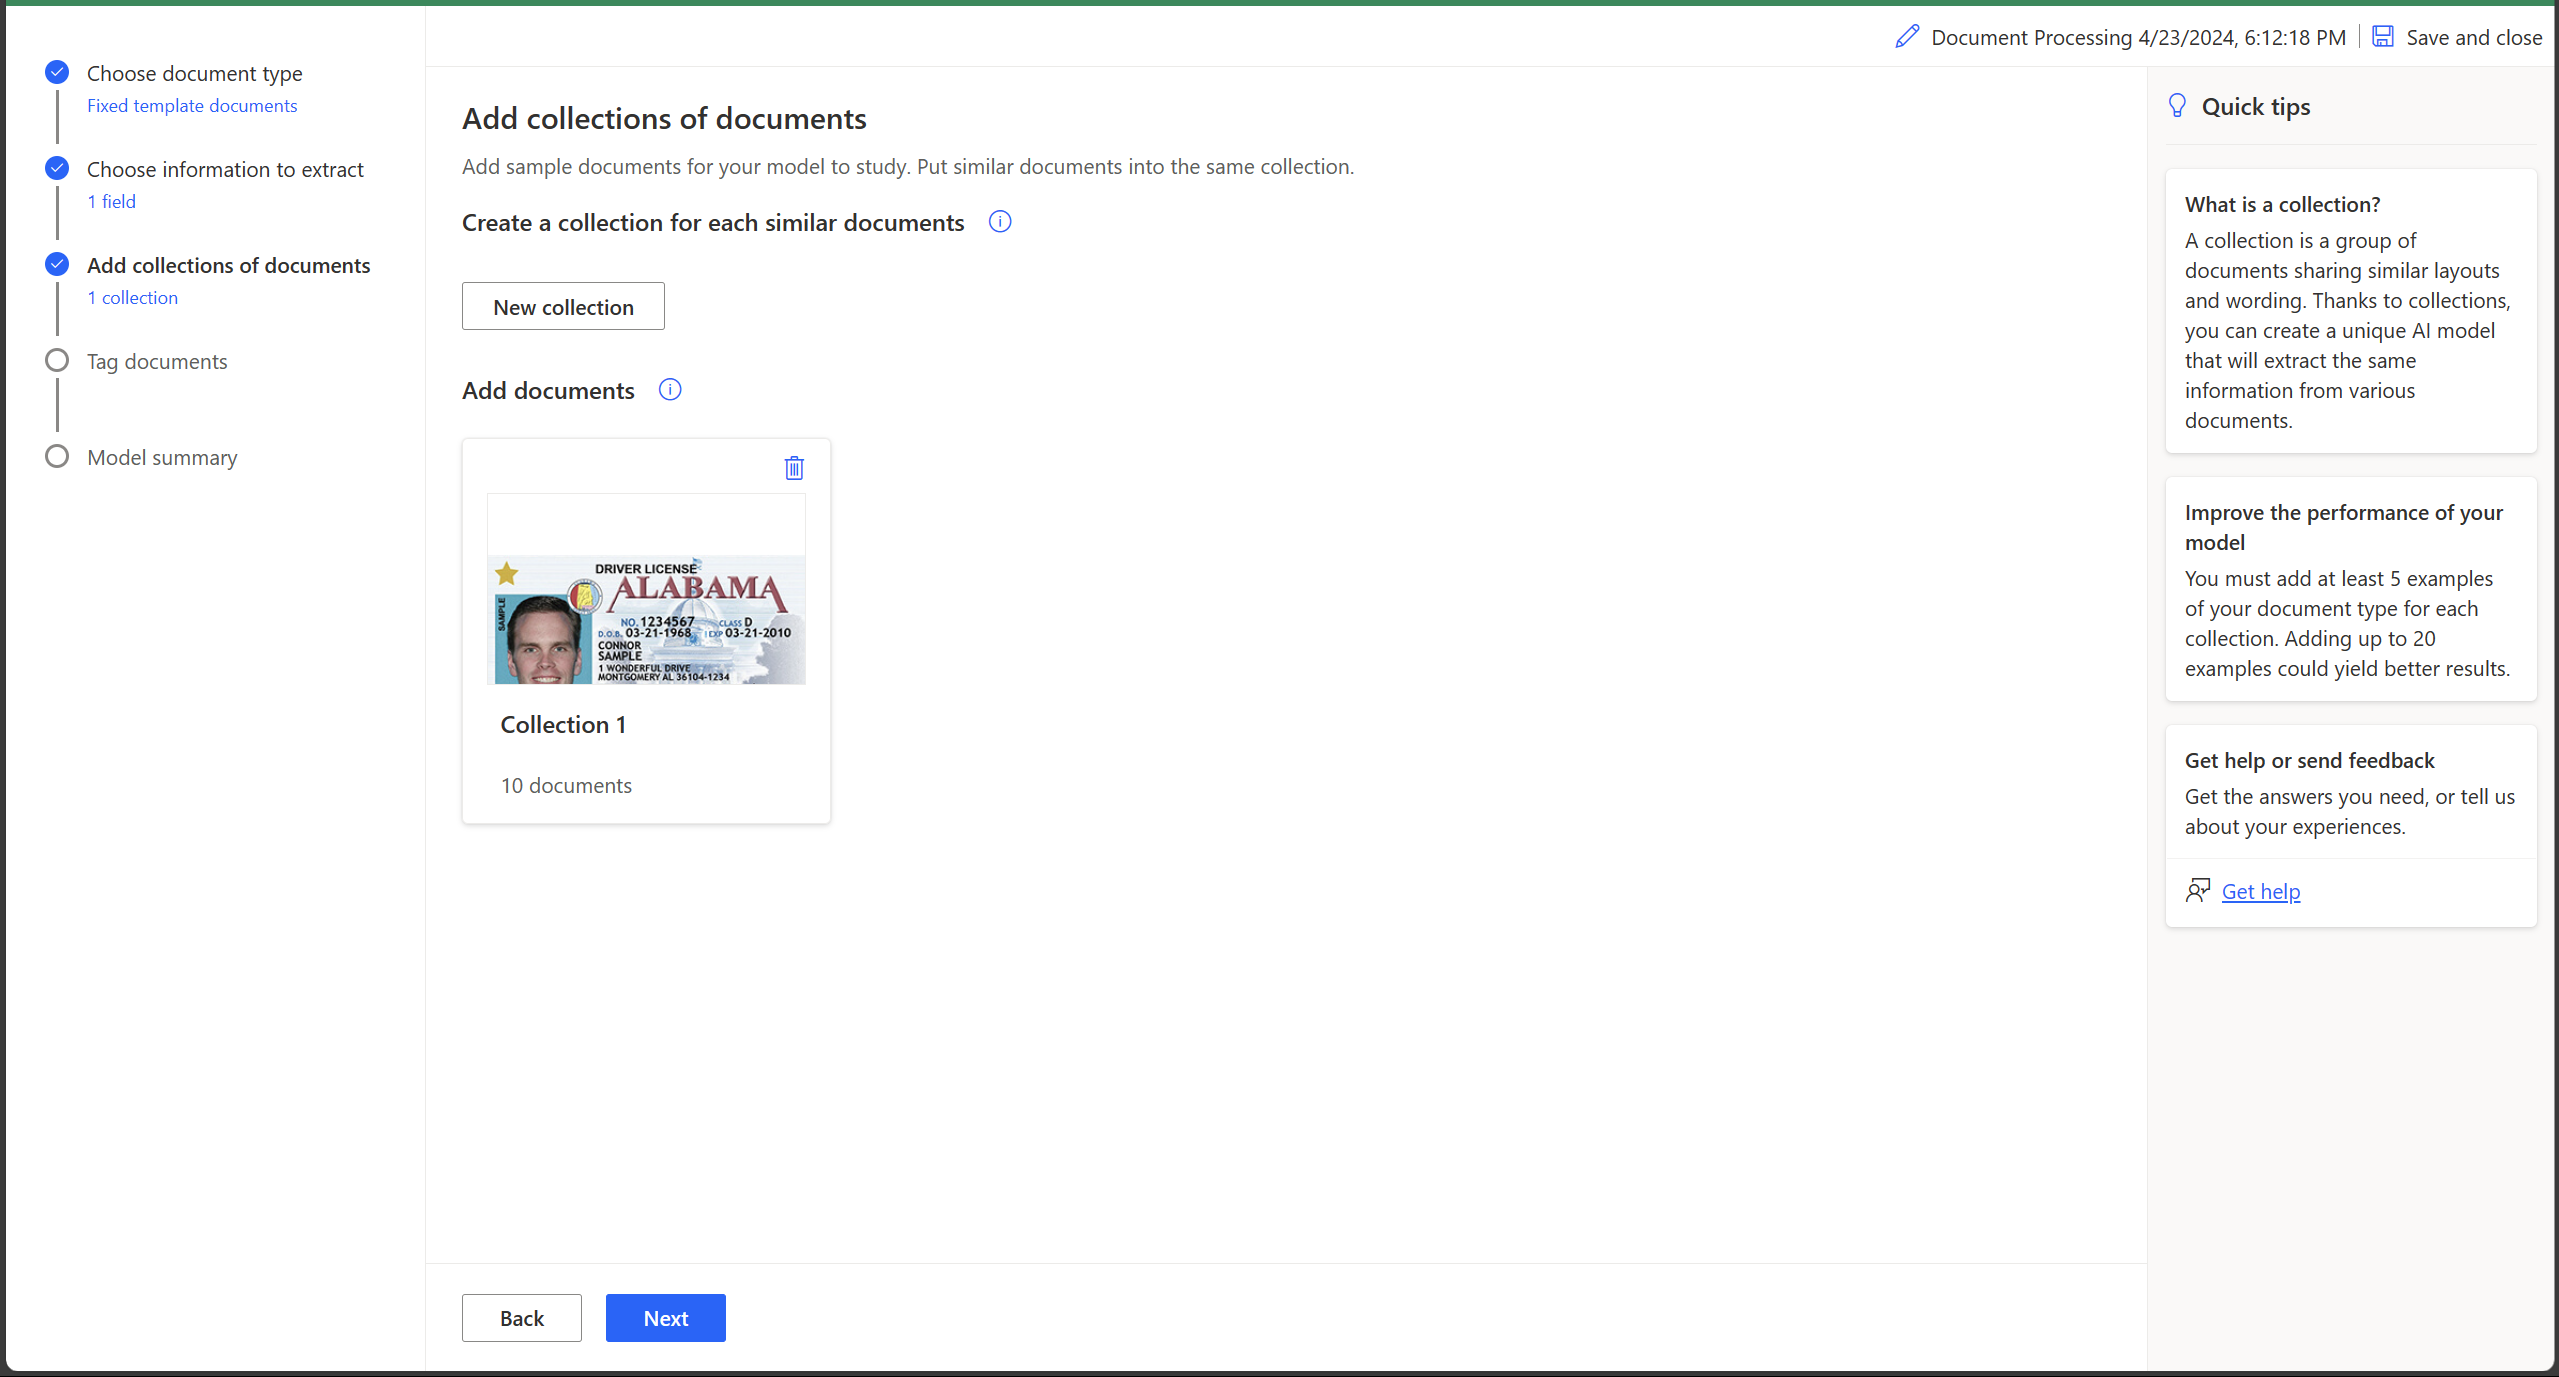 Document Processing 4/23/2024, 6:12:18 PM
Save and close
Choose document type
Fixed template documents
Choose information to extract
1 field
Add collections of documents
1 collection
Tag documents
Model summary
Add collections of documents
Add sample documents for your model to study. Put similar documents into the same collection.
Create a collection for each similar documents
New collection
Add documents
DRIVER LICENSE
ALABAMA
SAMPLE
NO. 1234567 CLASS D
D.O.B. 03-21-1968 EXP 03-21-2010
CONNOR
SAMPLE
1 WONDERFUL DRIVE
MONTGOMERY AL 36104-1234
Collection 1
10 documents
Back
Next
Quick tips
What is a collection?
A collection is a group of
documents sharing similar layouts
and wording. Thanks to collections,
you can create a unique AI model
that will extract the same
information from various
documents.
Improve the performance of your
model
You must add at least 5 examples
of your document type for each
collection. Adding up to 20
examples could yield better results.
Get help or send feedback
Get the answers you need, or tell us
about your experiences.
Get help